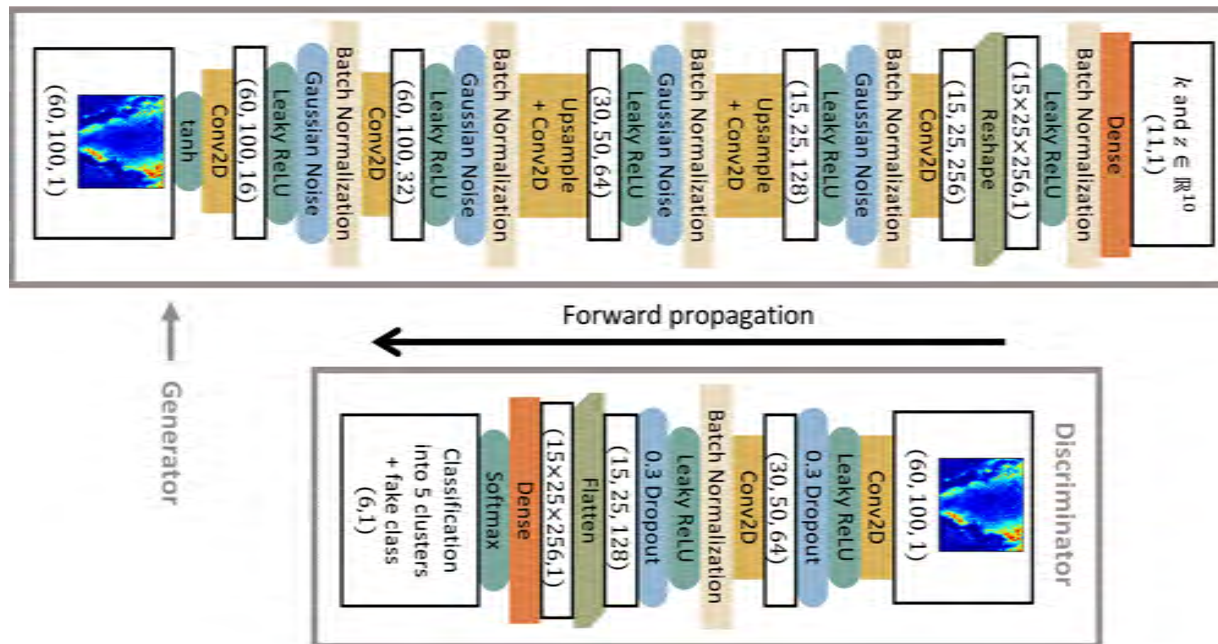 k and z ∈ ℝ¹⁰
(11,1)
Dense
Batch Normalization
Leaky ReLU
(15×25×256,1)
Reshape
(15, 25, 256)
Conv2D
Batch Normalization
Gaussian Noise
Leaky ReLU
(15, 25, 128)
Upsample
+ Conv2D
Batch Normalization
Gaussian Noise
Leaky ReLU
(30, 50, 64)
Upsample
+ Conv2D
Batch Normalization
Gaussian Noise
Leaky ReLU
(60, 100, 32)
Conv2D
Batch Normalization
Gaussian Noise
Leaky ReLU
(60, 100, 16)
Conv2D
tanh
(60, 100, 1)
Forward propagation
Discriminator
(60, 100, 1)
Conv2D
Leaky ReLU
0.3 Dropout
(30, 50, 64)
Conv2D
Batch Normalization
Leaky ReLU
0.3 Dropout
(15, 25, 128)
Flatten
(15×25×256,1)
Dense
Softmax
Classification
into 5 clusters
+ fake class
(6,1)
Generator